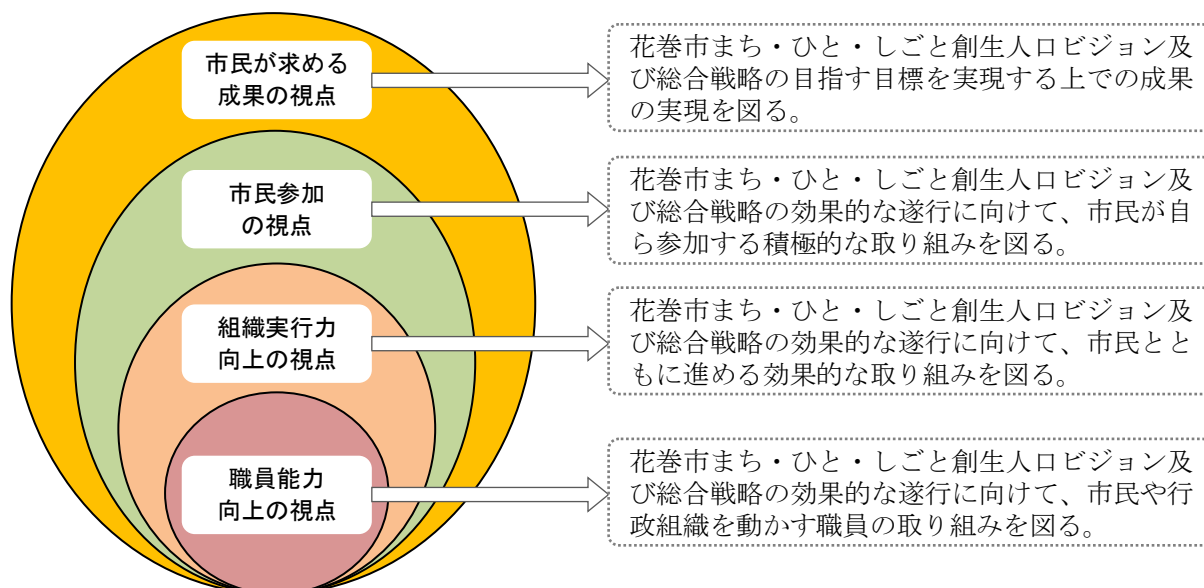 市民が求める
成果の視点
花巻市まち・ひと・しごと創生人口ビジョン及
び総合戦略の目指す目標を実現する上での成果
の実現を図る。
市民参加
の視点
花巻市まち・ひと・しごと創生人口ビジョン及
び総合戦略の効果的な遂行に向けて、市民が自
ら参加する積極的な取り組みを図る。
組織実行力
向上の視点
花巻市まち・ひと・しごと創生人口ビジョン及
び総合戦略の効果的な遂行に向けて、市民とと
もに進める効果的な取り組みを図る。
職員能力
向上の視点
花巻市まち・ひと・しごと創生人口ビジョン及
び総合戦略の効果的な遂行に向けて、市民や行
政組織を動かす職員の取り組みを図る。